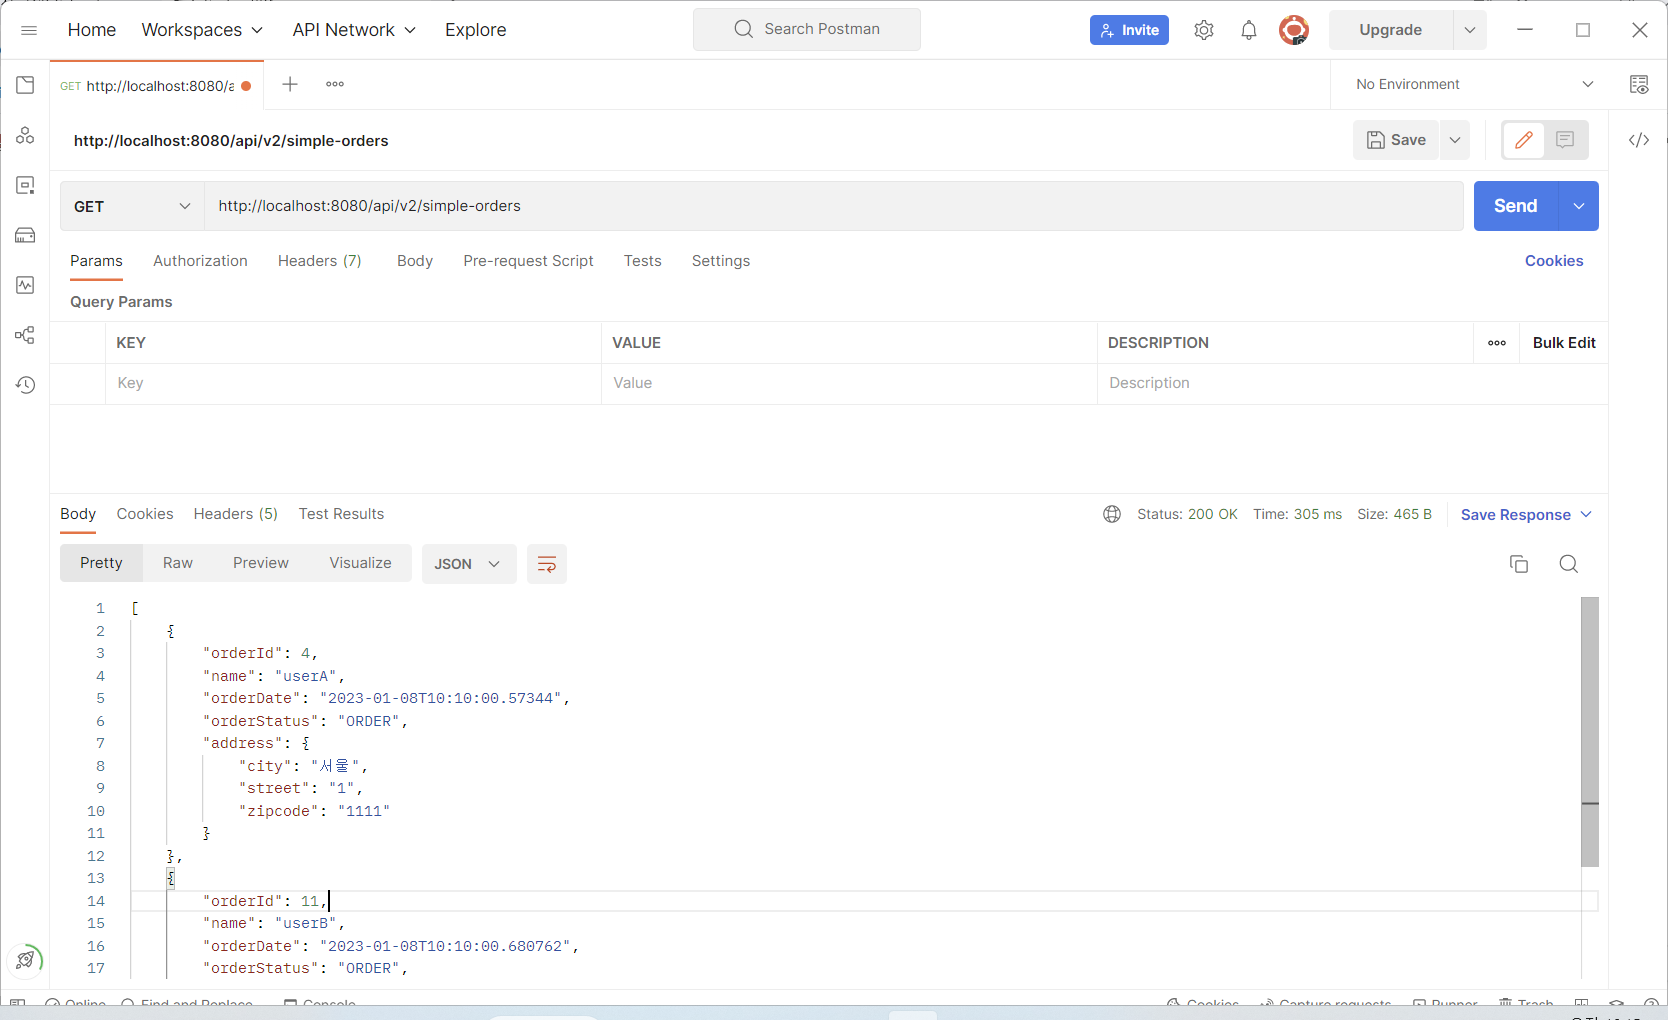 Home Workspaces API Network Explore Search Postman Invite Upgrade
GET http://localhost:8080/a No Environment
http://localhost:8080/api/v2/simple-orders Save
GET http://localhost:8080/api/v2/simple-orders Send
Params Authorization Headers (7) Body Pre-request Script Tests Settings Cookies
Query Params
KEY VALUE DESCRIPTION Bulk Edit
Key Value Description
Body Cookies Headers (5) Test Results Status: 200 OK Time: 305 ms Size: 465 B Save Response
Pretty Raw Preview Visualize JSON
1 [
2 {
3 "orderId": 4,
4 "name": "userA",
5 "orderDate": "2023-01-08T10:10:00.57344",
6 "orderStatus": "ORDER",
7 "address": {
8 "city": "서울",
9 "street": "1",
10 "zipcode": "1111"
11 }
12 },
13 {
14 "orderId": 11,
15 "name": "userB",
16 "orderDate": "2023-01-08T10:10:00.680762",
17 "orderStatus": "ORDER",
Online Find and Replace Console Cookies Capture requests Runner Trash